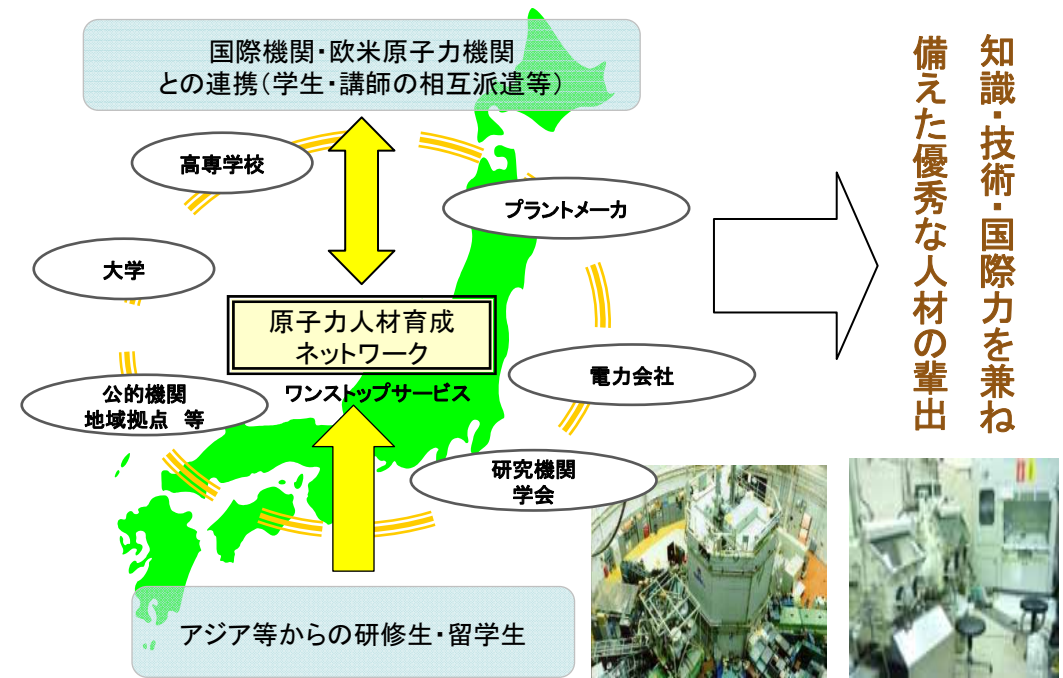 国際機関・欧米原子力機関
との連携（学生・講師の相互派遣等）
高専学校
プラントメーカ
大学
原子力人材育成
ネットワーク
ワンストップサービス
電力会社
公的機関
地域拠点　等
研究機関
学会
アジア等からの研修生・留学生
知識・技術・国際力を兼ね
備えた優秀な人材の輩出